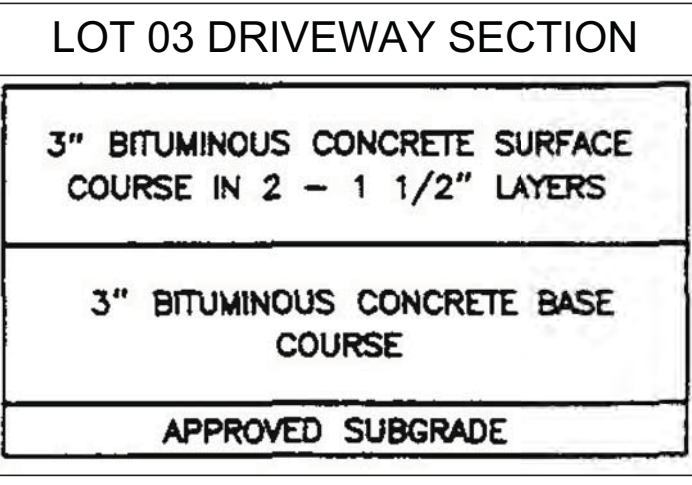 LOT 03 DRIVEWAY SECTION
3" BITUMINOUS CONCRETE SURFACE
COURSE IN 2 - 1 1/2" LAYERS
3" BITUMINOUS CONCRETE BASE
COURSE
APPROVED SUBGRADE